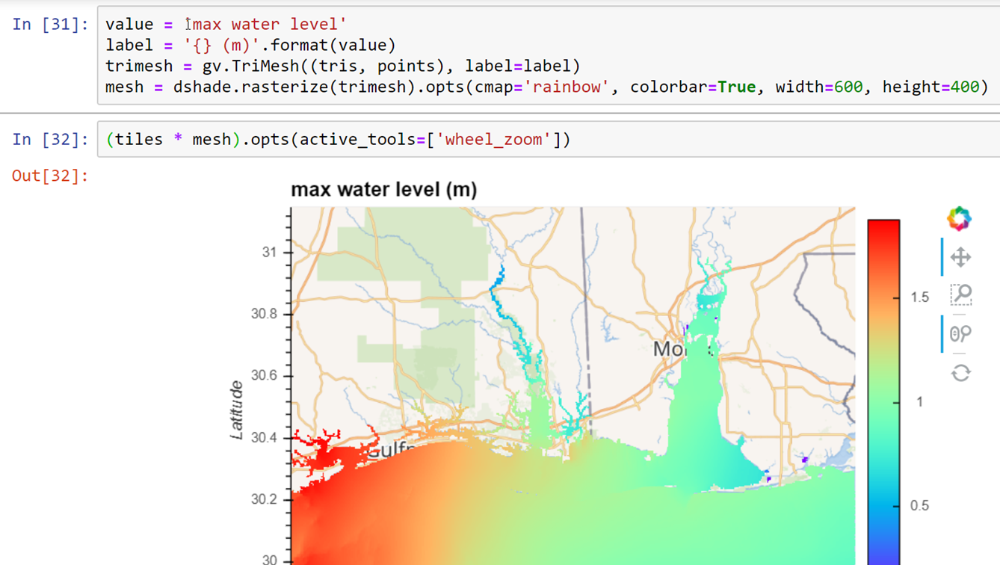 In [31]:
value = 'max water level'
label = '{} (m)'.format(value)
trimesh = gv.TriMesh((tris, points), label=label)
mesh = dshade.rasterize(trimesh).opts(cmap='rainbow', colorbar=True, width=600, height=400)
In [32]:
(tiles * mesh).opts(active_tools=['wheel_zoom'])
Out[32]:
max water level (m)
31
30.8
30.6
30.4
30.2
30
Latitude
1.5
1
0.5